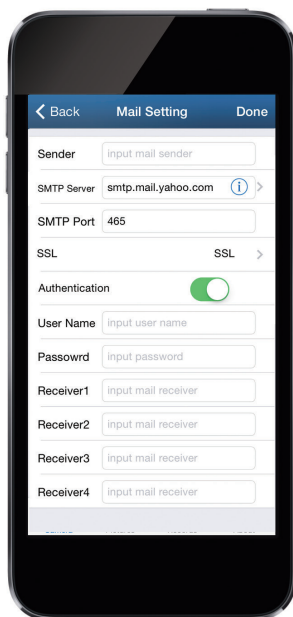 Back Mail Setting Done
Sender input mail sender
SMTP Server smtp.mail.yahoo.com i
SMTP Port 465
SSL SSL
Authentication
User Name input user name
Passowrd input password
Receiver1 input mail receiver
Receiver2 input mail receiver
Receiver3 input mail receiver
Receiver4 input mail receiver